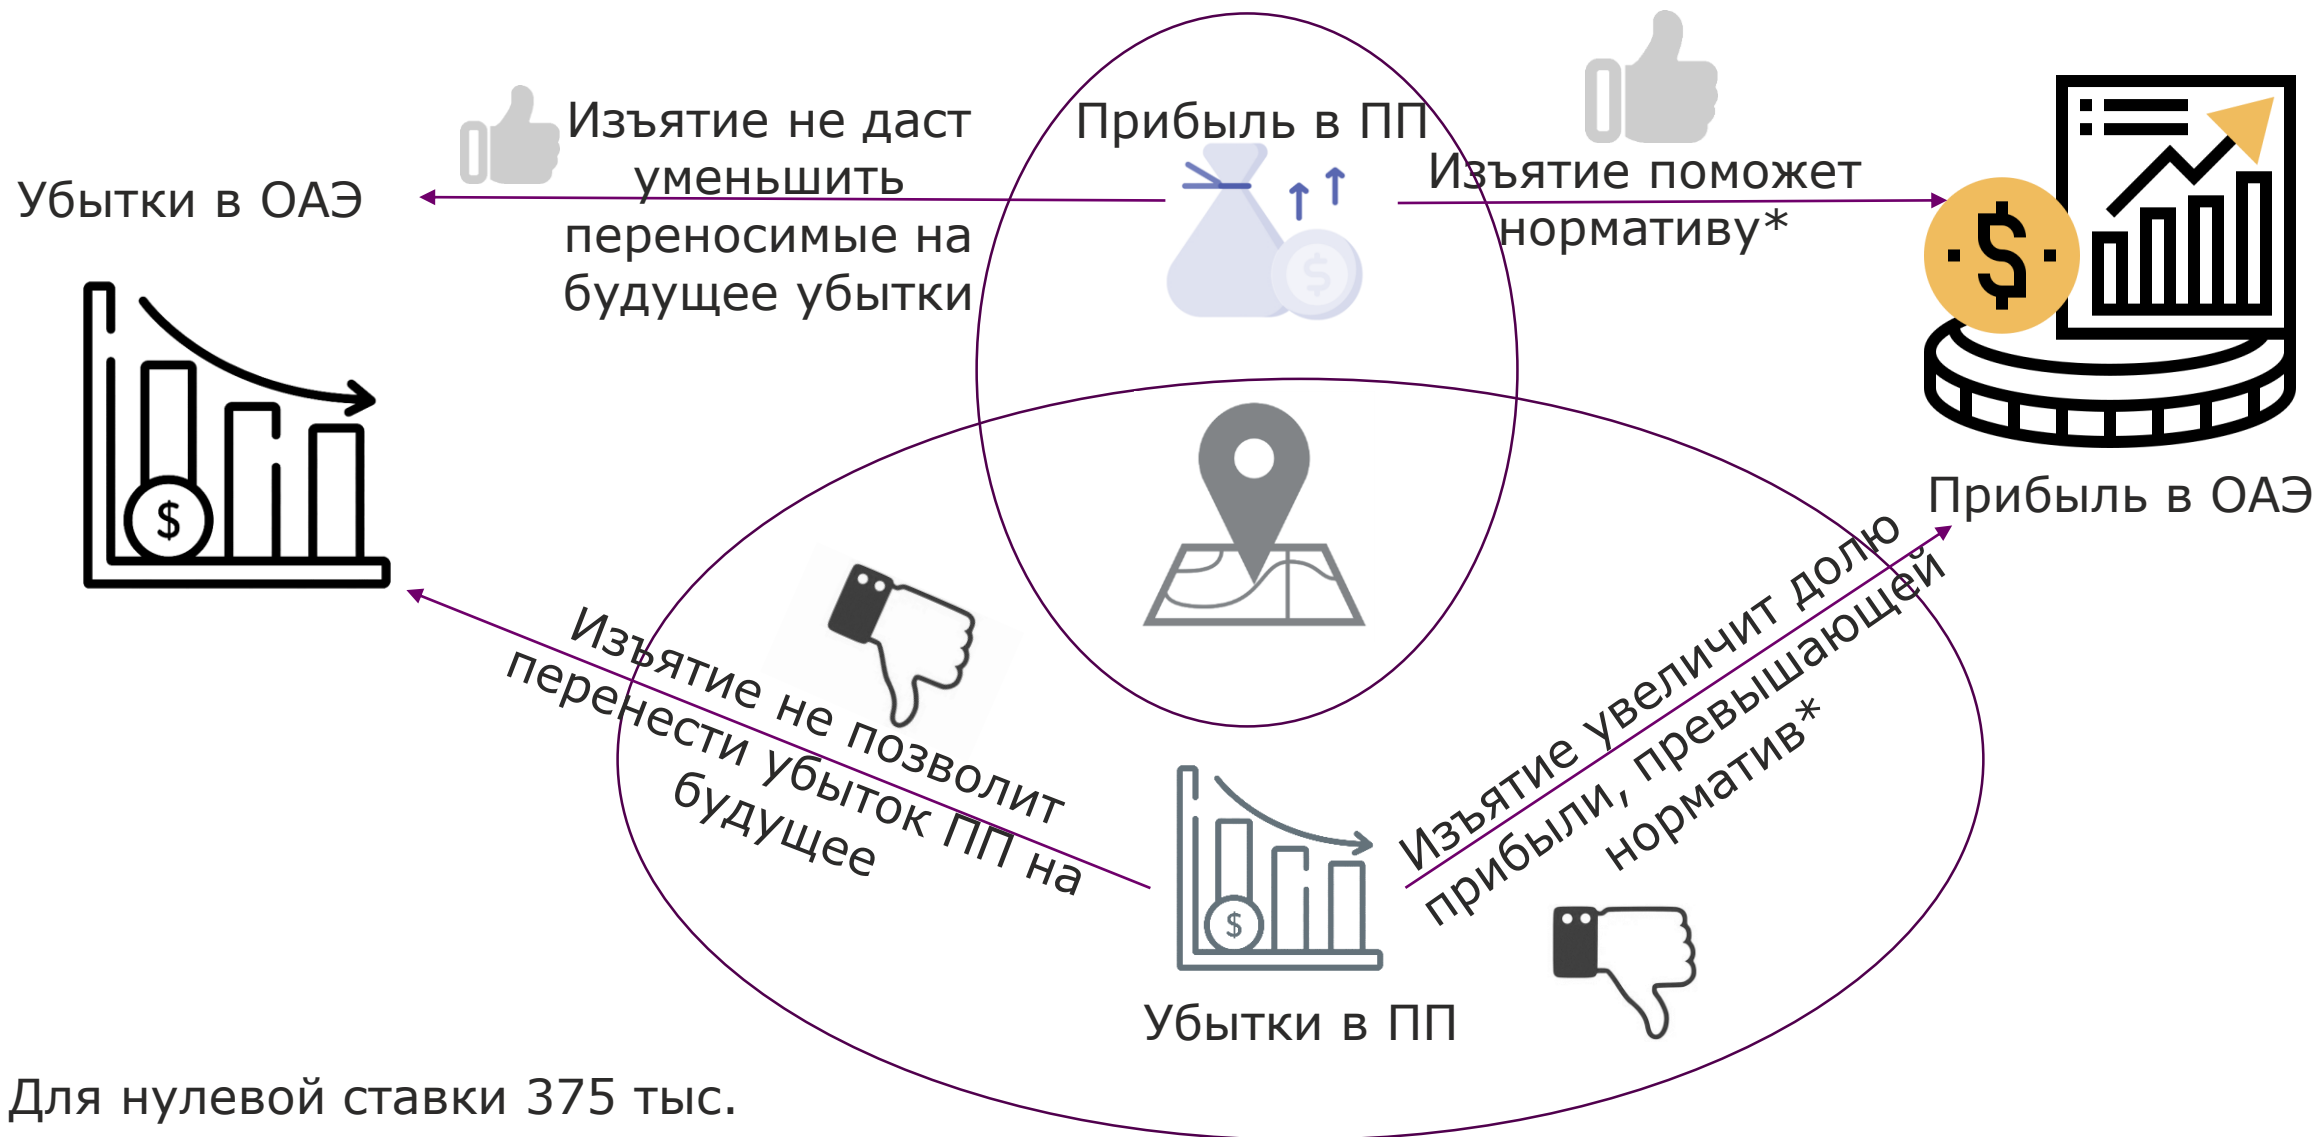 Изъятие не даст
уменьшить
переносимые на
будущее убытки
Прибыль в ПП
Изъятие поможет
нормативу*
Убытки в ОАЭ
Прибыль в ОАЭ
Изъятие не позволит
перенести убыток ПП на
будущее
Изъятие увеличит долю
прибыли, превышающей
норматив*
Убытки в ПП
Для нулевой ставки 375 тыс.